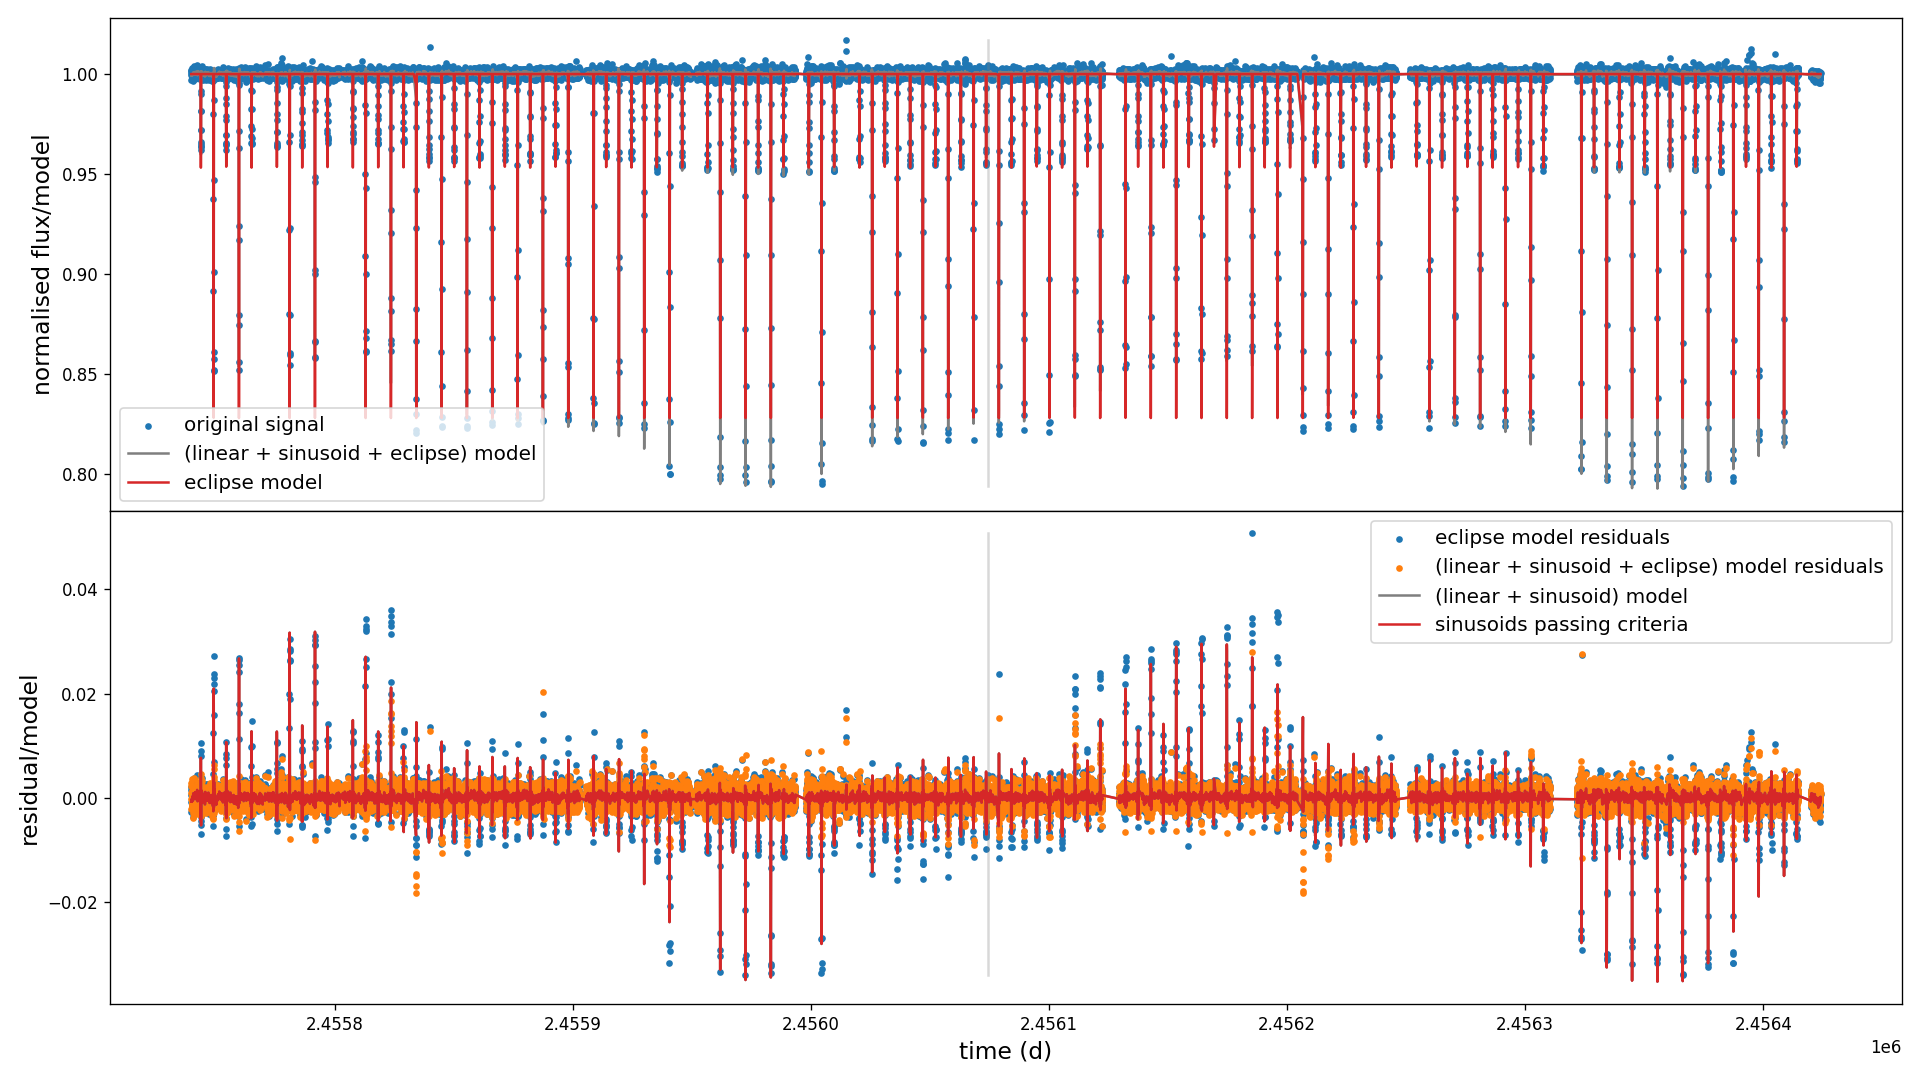 normalised flux/model
1.00
0.95
0.90
0.85
0.80
original signal
(linear + sinusoid + eclipse) model
eclipse model
residual/model
0.04
0.02
0.00
−0.02
eclipse model residuals
(linear + sinusoid + eclipse) model residuals
(linear + sinusoid) model
sinusoids passing criteria
2.4558
2.4559
2.4560
2.4561
2.4562
2.4563
2.4564
time (d)
1e6